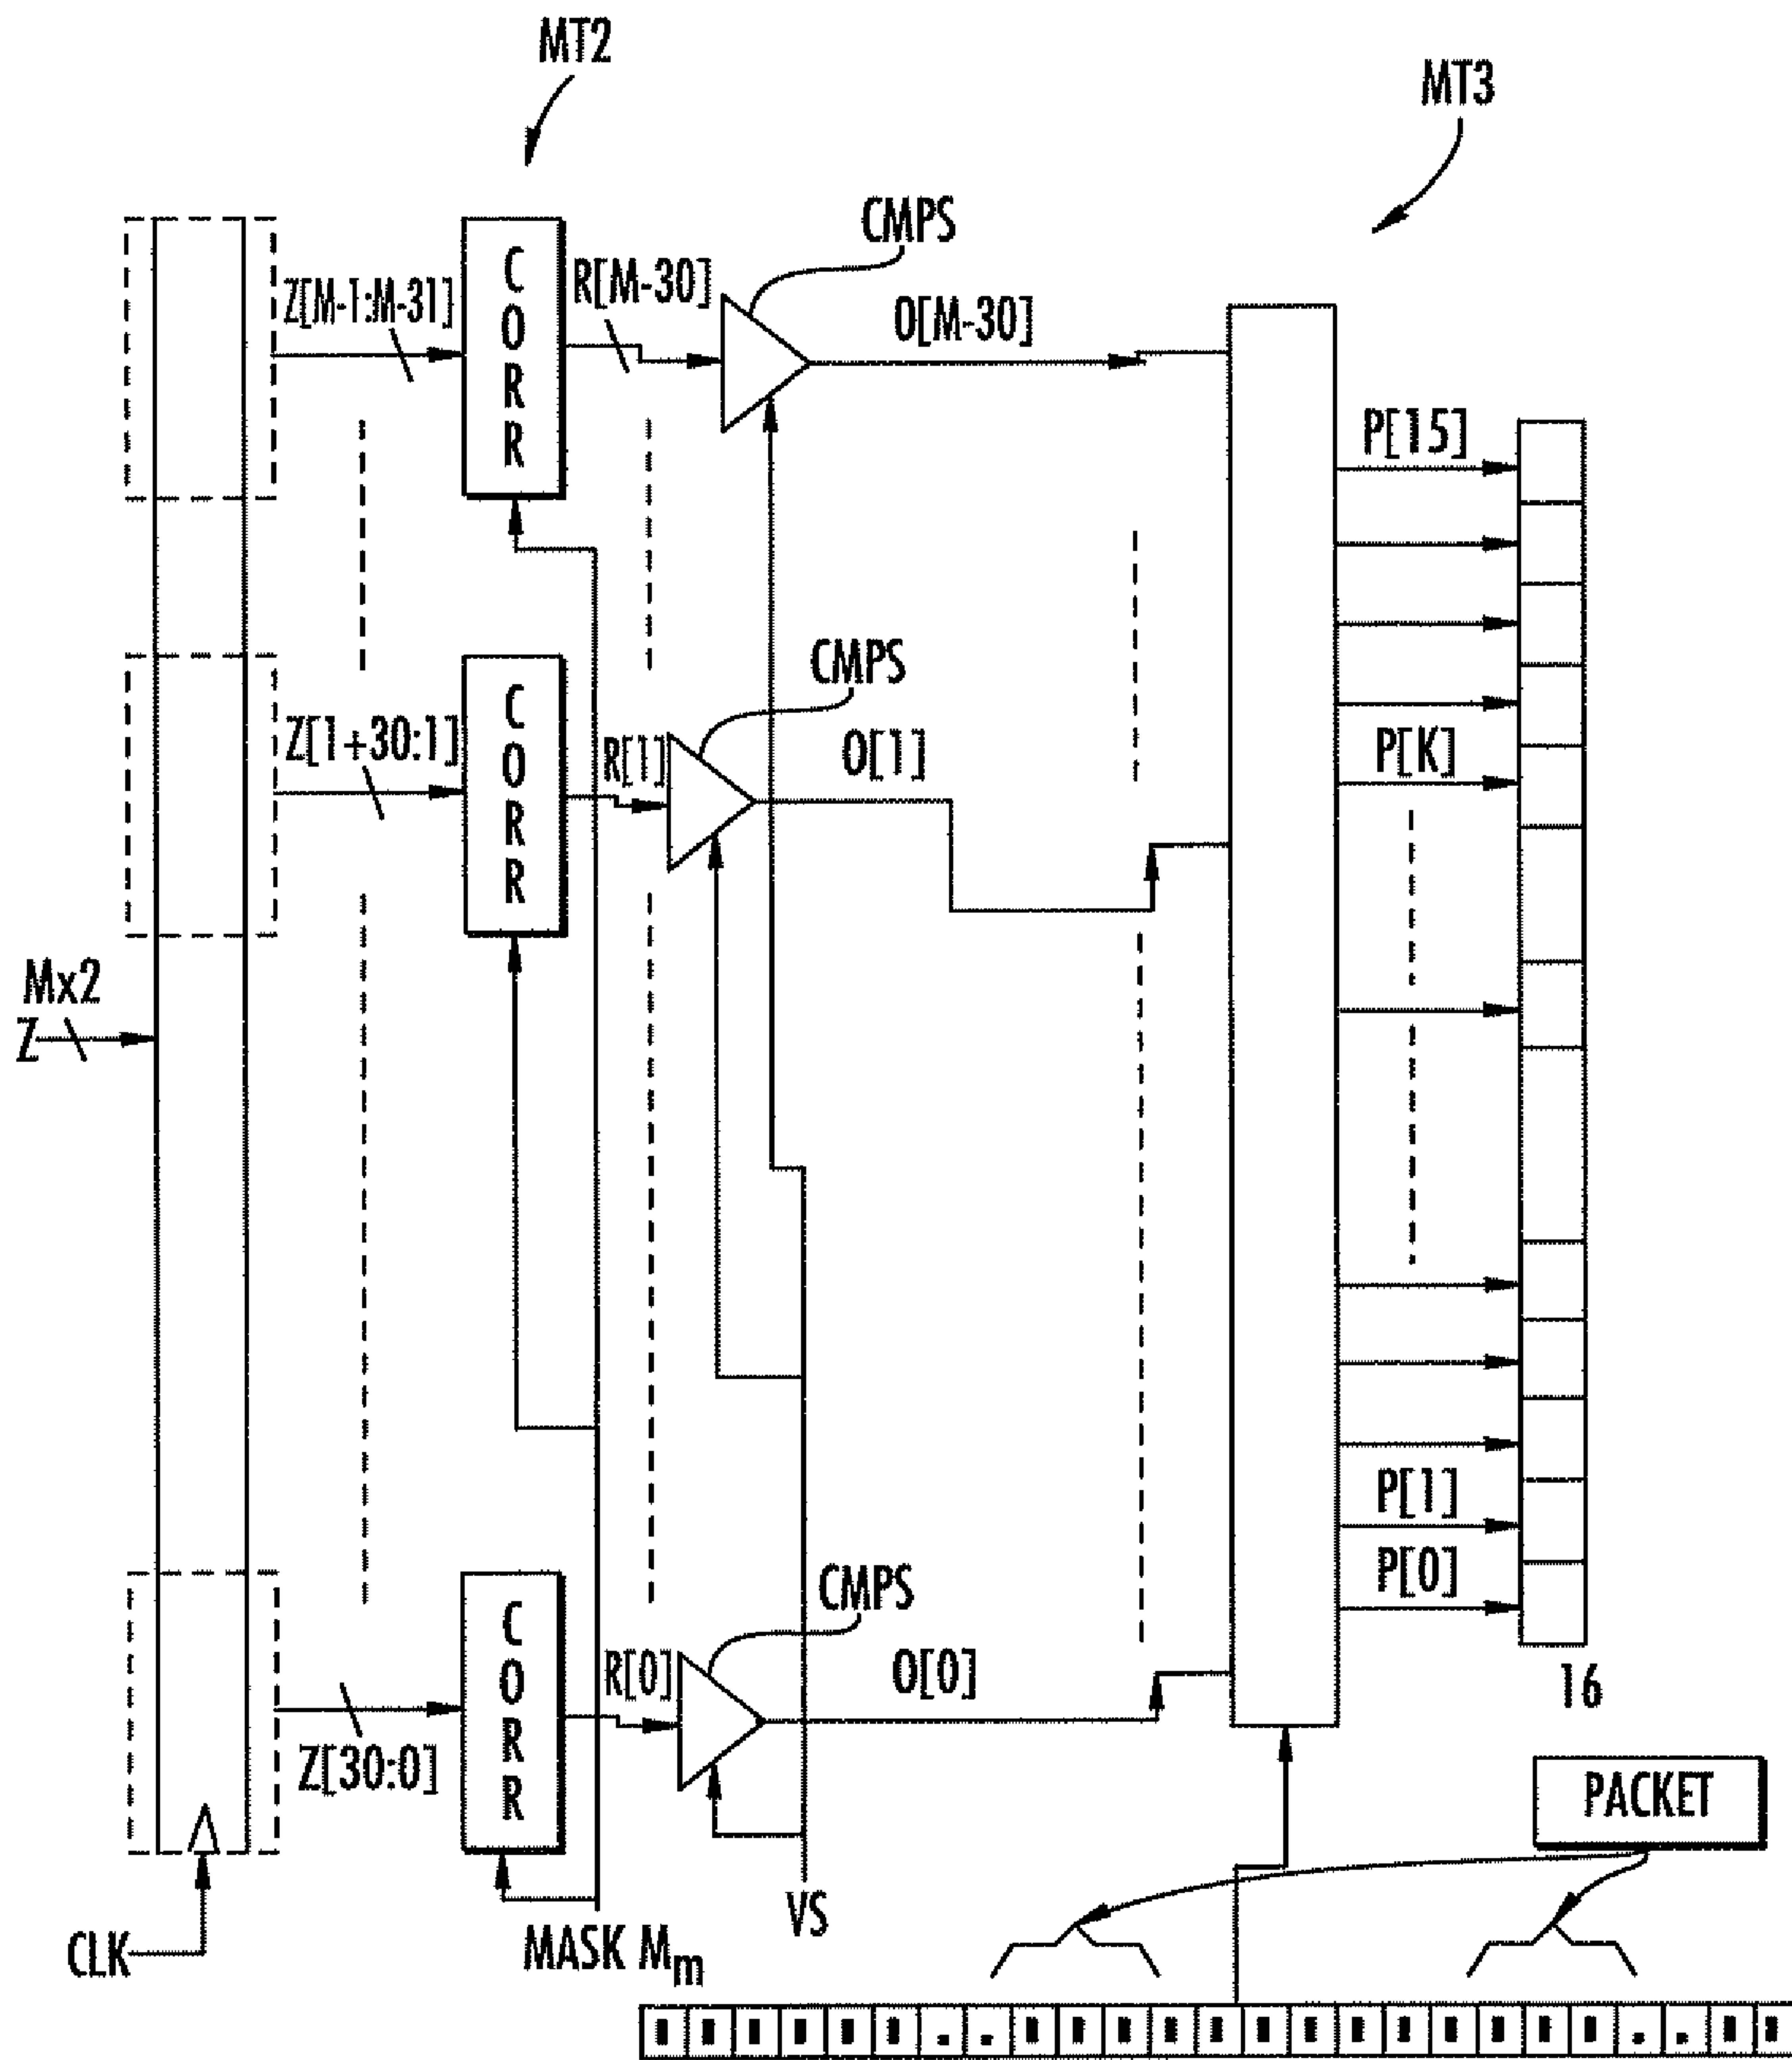 MT2
MT3
CMPS
C
O
R
R
Z[M-1:M-31]
R[M-30]
O[M-30]
P[15]
CMPS
C
O
R
R
Z[1+30:1]
R[1]
O[1]
P[K]
Mx2
Z
P[1]
P[0]
CMPS
C
O
R
R
R[0]
O[0]
16
Z[30:0]
PACKET
VS
CLK
MASK Mm